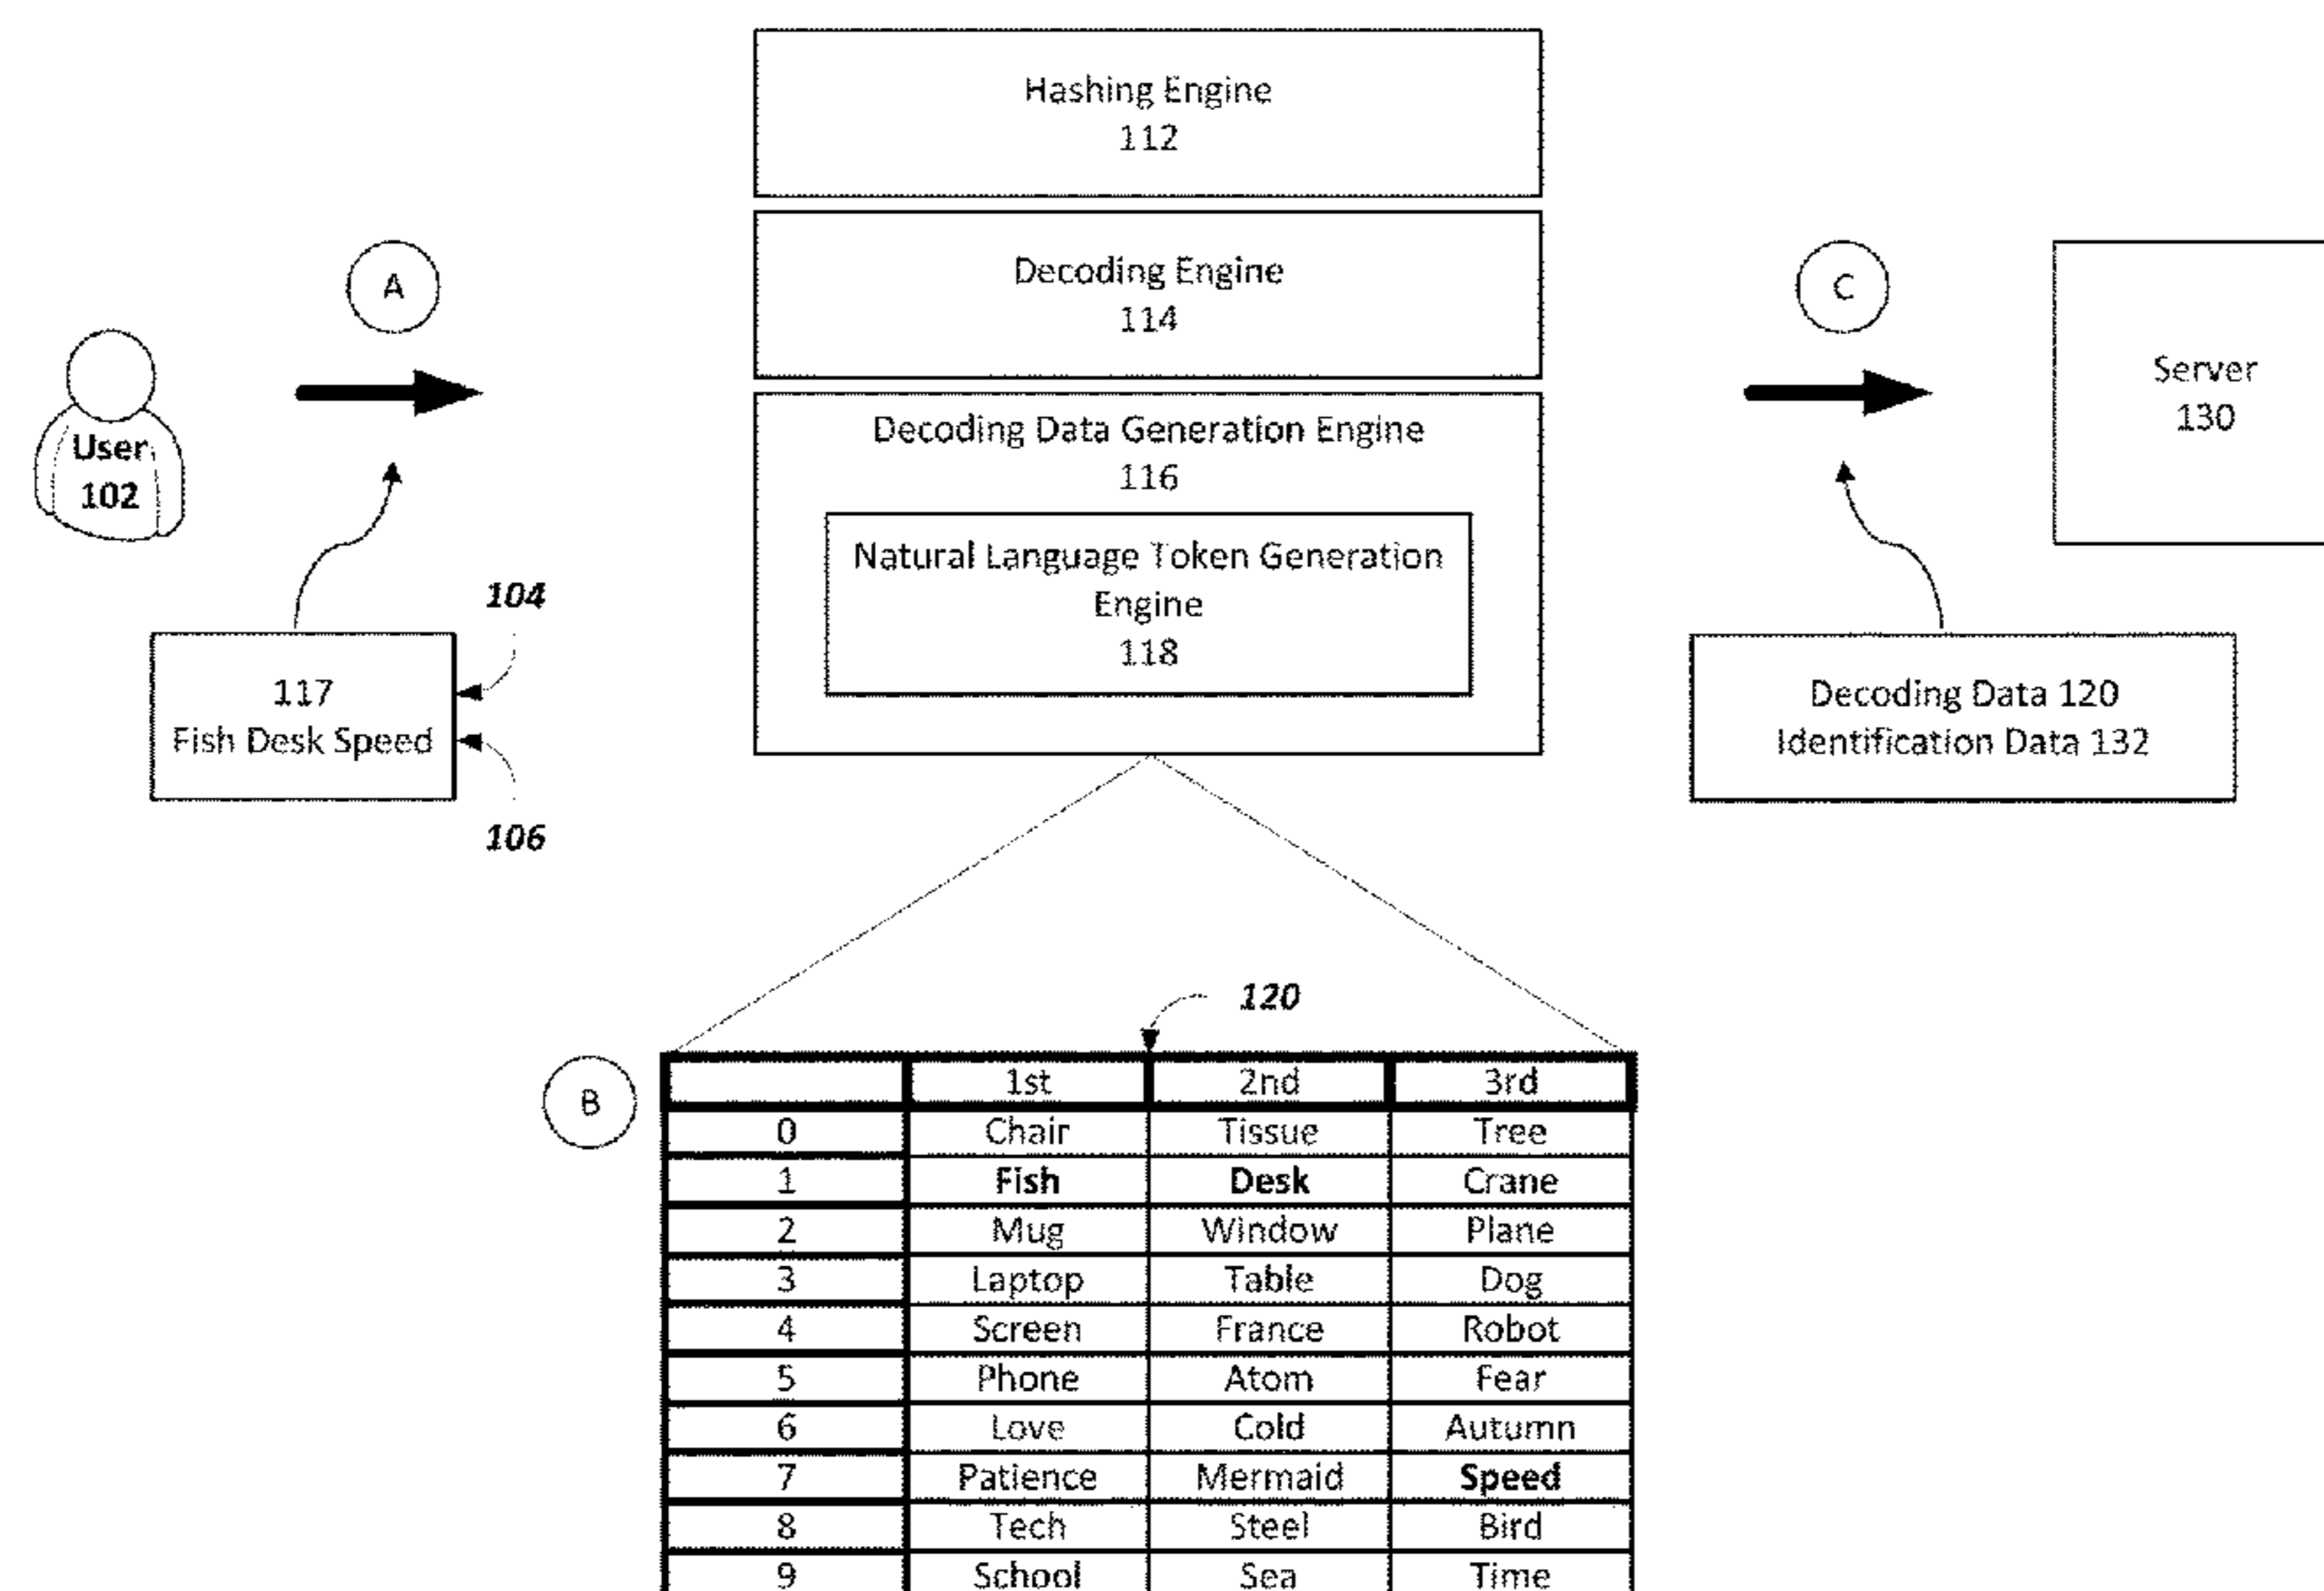 Hashing Engine
112
Decoding Engine
114
A
C
Server
130
User
102
Decoding Data Generation Engine
116
Natural Language Token Generation
Engine
118
104
117
Fish Desk Speed
106
Decoding Data 120
Identification Data 132
120
B
1st 2nd 3rd
0 Chair Tissue Tree
1 Fish Desk Crane
2 Mug Window Plane
3 Laptop Table Dog
4 Screen France Robot
5 Phone Atom Fear
6 Love Cold Autumn
7 Patience Mermaid Speed
8 Tech Steel Bird
9 School Sea Time